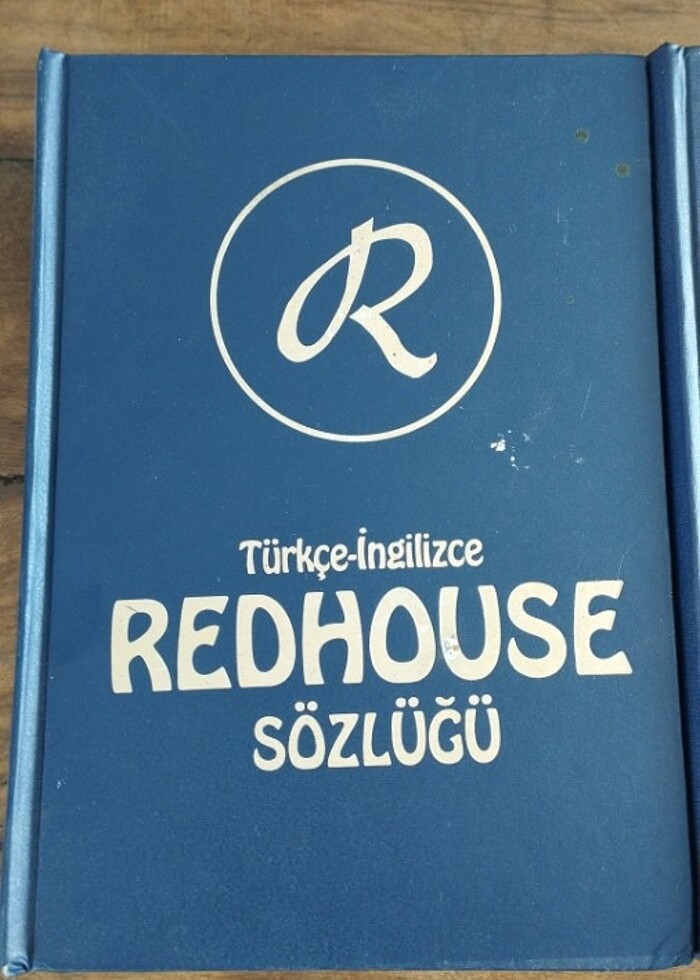 R
Türkçe-İngilizce
REDHOUSE
SÖZLÜĞÜ